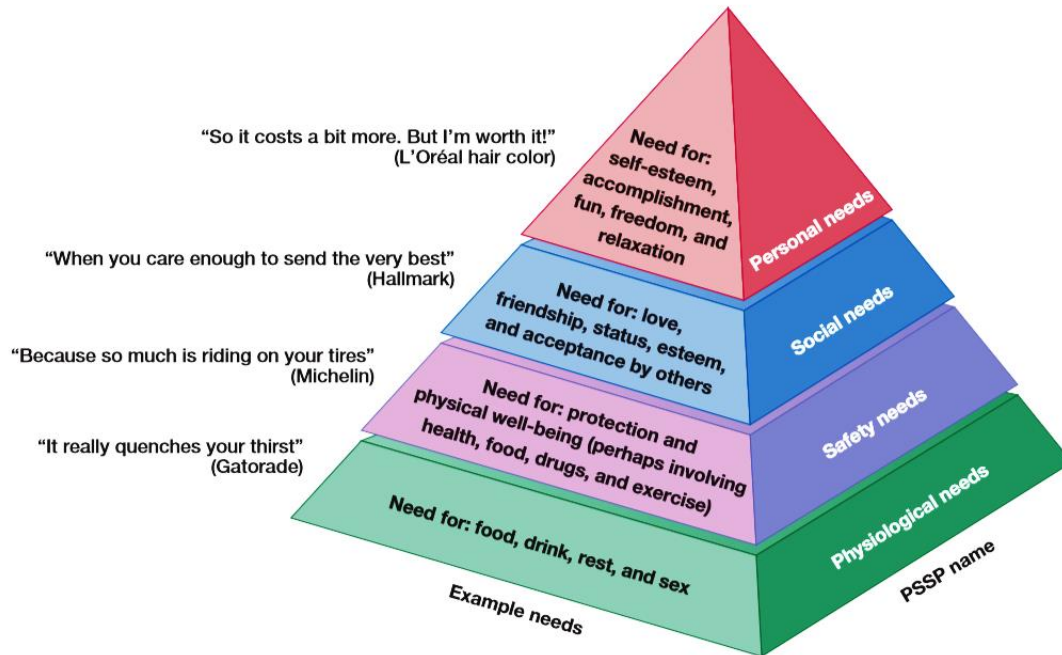 “So it costs a bit more. But I’m worth it!”
(L’Oréal hair color)
Need for:
self-esteem,
accomplishment,
fun, freedom, and
relaxation
Personal needs
“When you care enough to send the very best”
(Hallmark)
Need for: love,
friendship, status, esteem,
and acceptance by others
Social needs
“Because so much is riding on your tires”
(Michelin)
Need for: protection and
physical well-being (perhaps involving
health, food, drugs, and exercise)
Safety needs
“It really quenches your thirst”
(Gatorade)
Need for: food, drink, rest, and sex
Physiological needs
Example needs
PSSP name